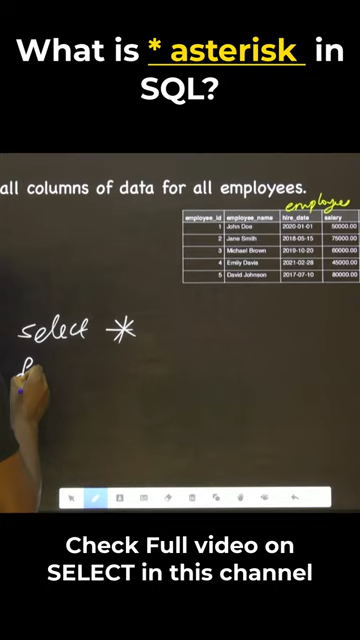 What is * asterisk in
SQL?
all columns of data for all employees.
employee
employee_id employee_name hire_date salary
1 John Doe 2020-01-01 50000.00
2 Jane Smith 2018-05-15 75000.00
3 Michael Brown 2019-10-20 60000.00
4 Emily Davis 2021-02-28 45000.00
5 David Johnson 2017-07-10 80000.00
select *
f
Check Full video on
SELECT in this channel